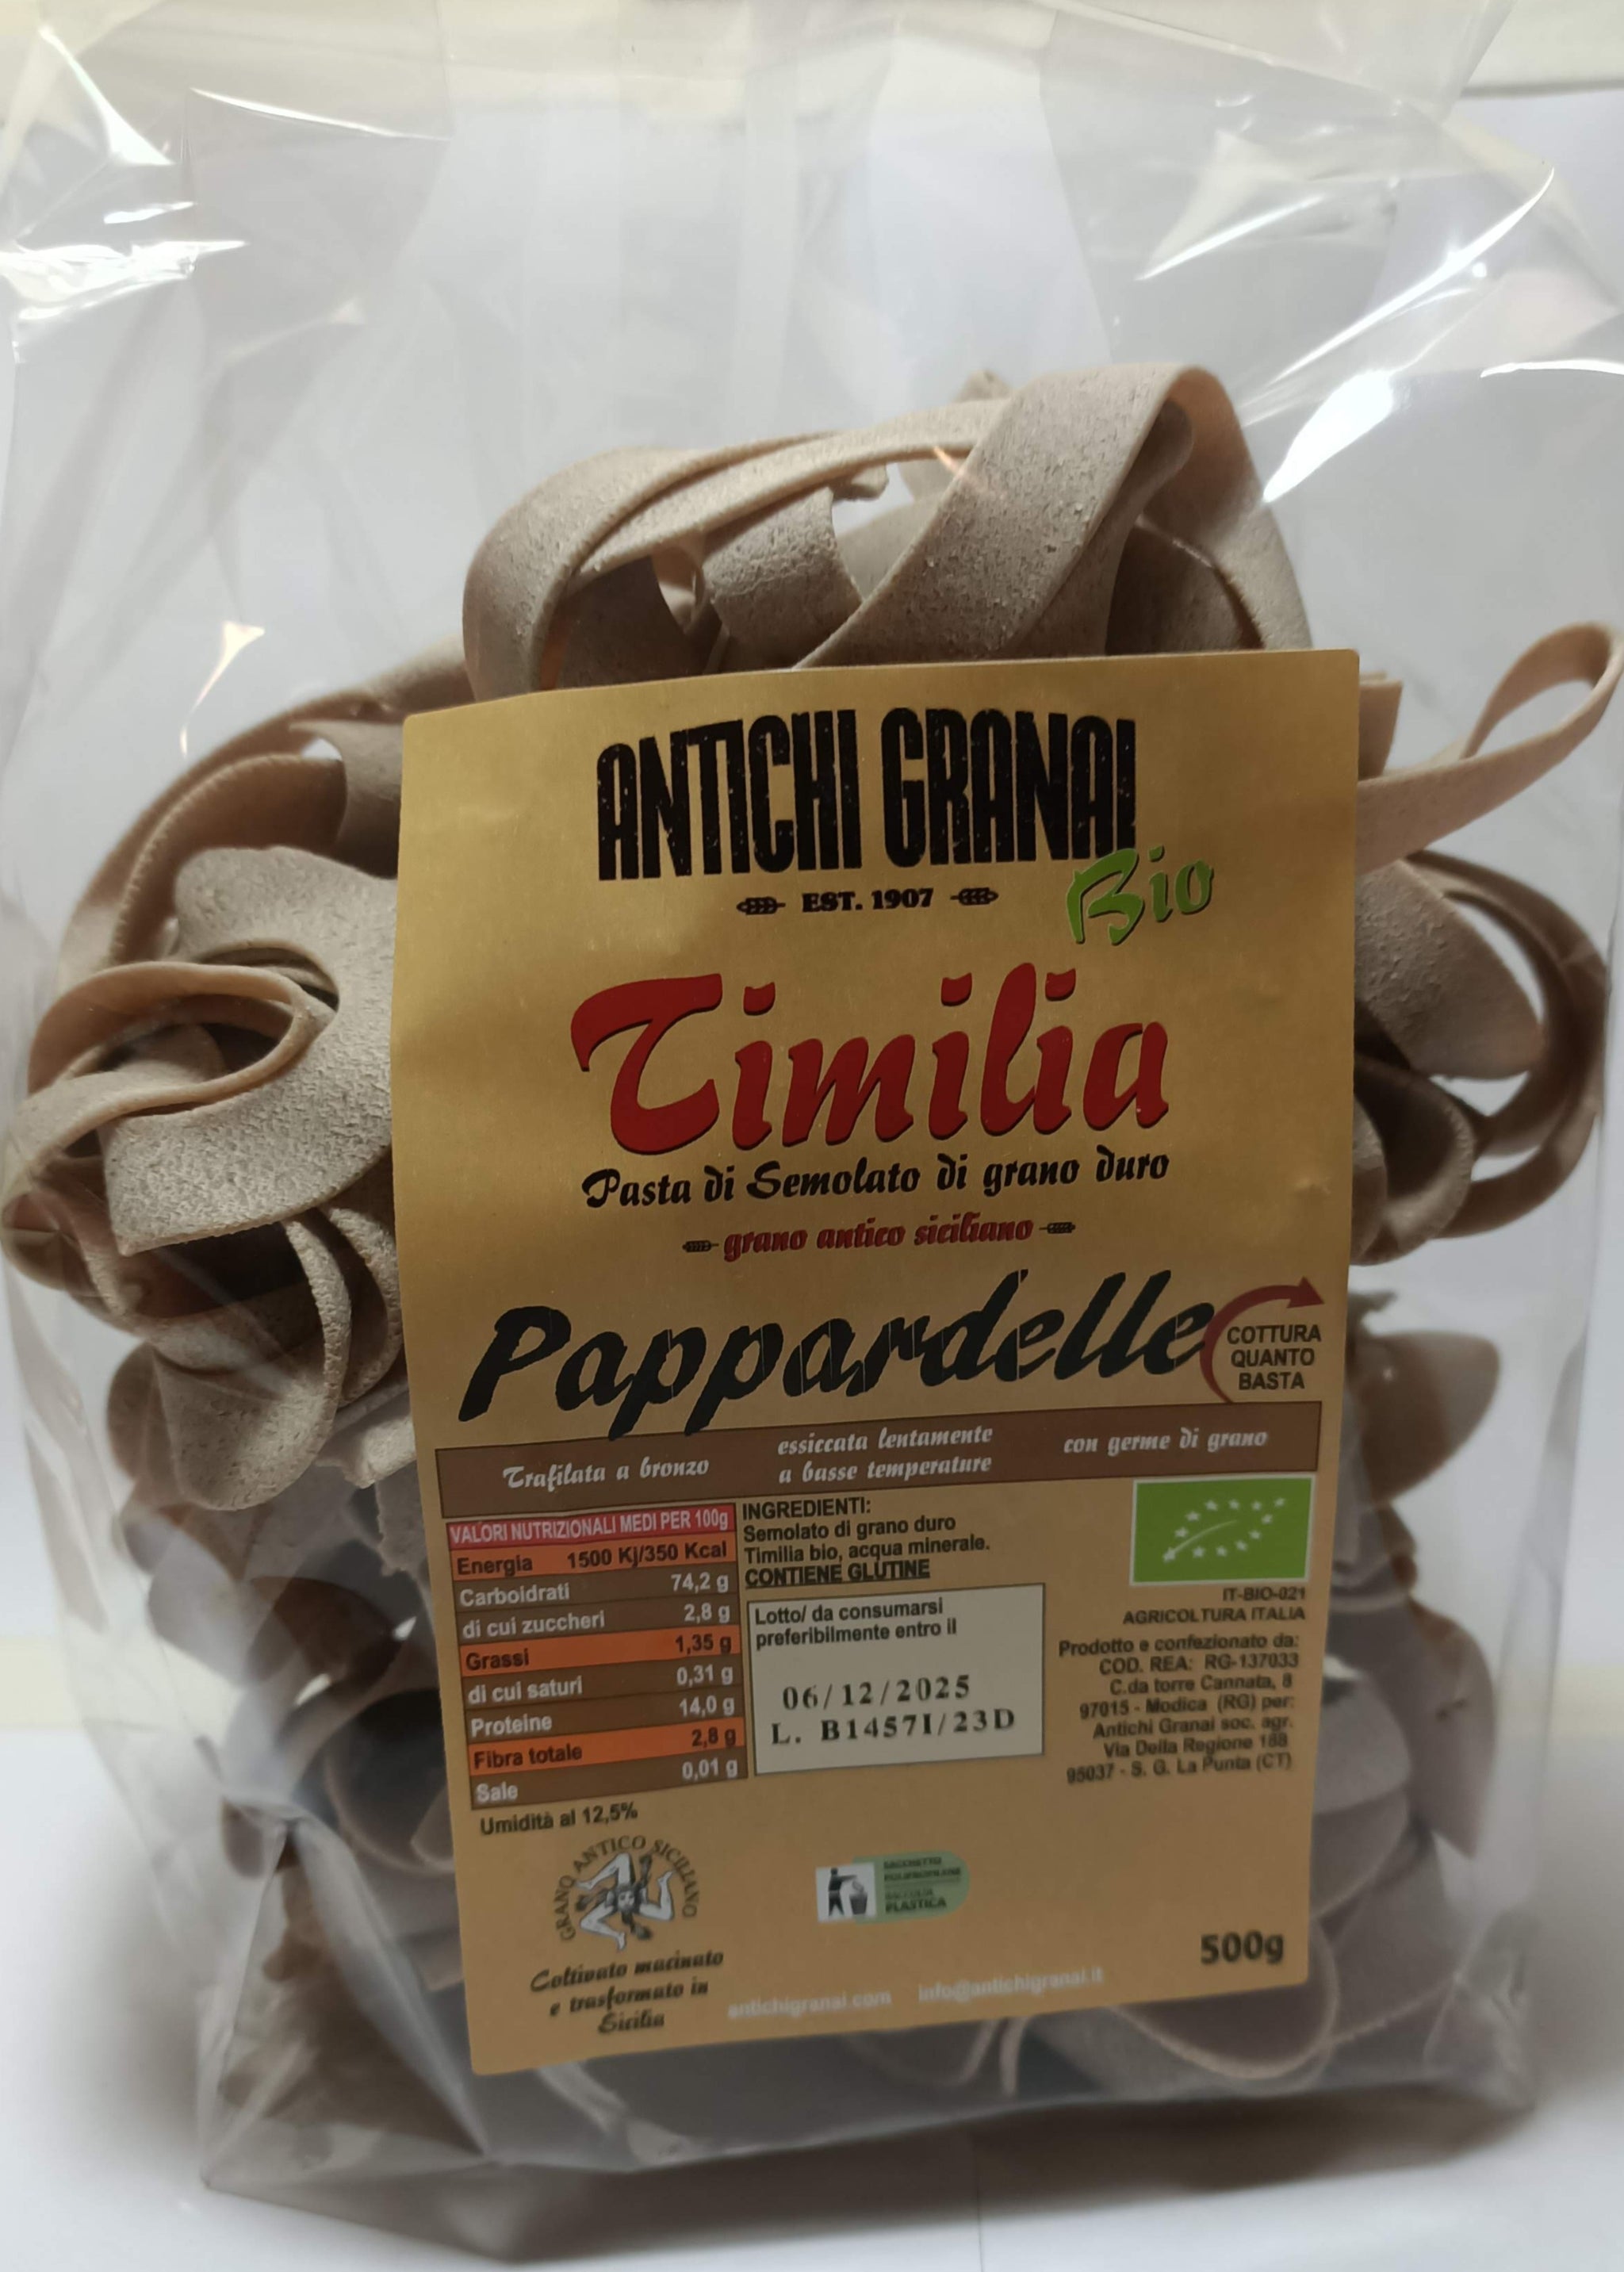 ANTICHI GRANAI
EST. 1907
Bio
Timilia
Pasta di Semolato di grano duro
grano antico siciliano
Pappardelle
COTTURA
QUANTO
BASTA
Trafilata a bronzo
essiccata lentamente
a basse temperature
con germe di grano
VALORI NUTRIZIONALI MEDI PER 100g
Energia 1500 Kj/350 Kcal
Carboidrati 74,2 g
di cui zuccheri 2,8 g
Grassi 1,35 g
di cui saturi 0,31 g
Proteine 14,0 g
Fibra totale 2,8 g
Sale 0,01 g
Umidità al 12,5%
INGREDIENTI:
Semolato di grano duro
Timilia bio, acqua minerale.
CONTIENE GLUTINE
Lotto/ da consumarsi
preferibilmente entro il
06/12/2025
L. B1457I/23D
IT-BIO-021
AGRICOLTURA ITALIA
Prodotto e confezionato da:
COD. REA: RG-137033
C.da torre Cannata, 8
97015 - Modica (RG) per:
Antichi Granai soc. agr.
Via Della Regione 188
95037 - S. G. La Punta (CT)
GRANO ANTICO SICILIANO
Coltivato macinato
e trasformato in
Sicilia
SACCHETTO
POLIPROPILENE
RACCOLTA
PLASTICA
500g
antichigranai.com info@antichigranai.it